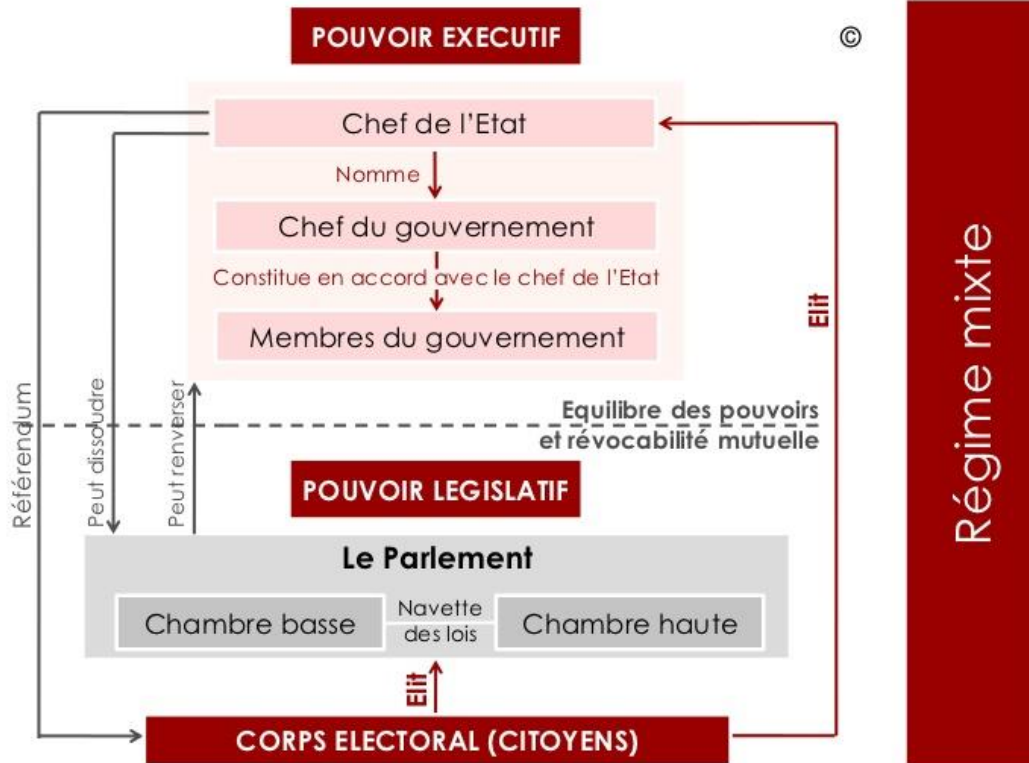 POUVOIR EXECUTIF
©
Chef de l'Etat
Nomme
Chef du gouvernement
Constitue en accord avec le chef de l'Etat
Membres du gouvernement
Elit
Régime mixte
Référendum
Peut dissoudre
Peut renverser
Equilibre des pouvoirs
et révocabilité mutuelle
POUVOIR LEGISLATIF
Le Parlement
Chambre basse
Navette
des lois
Chambre haute
Elit
CORPS ELECTORAL (CITOYENS)